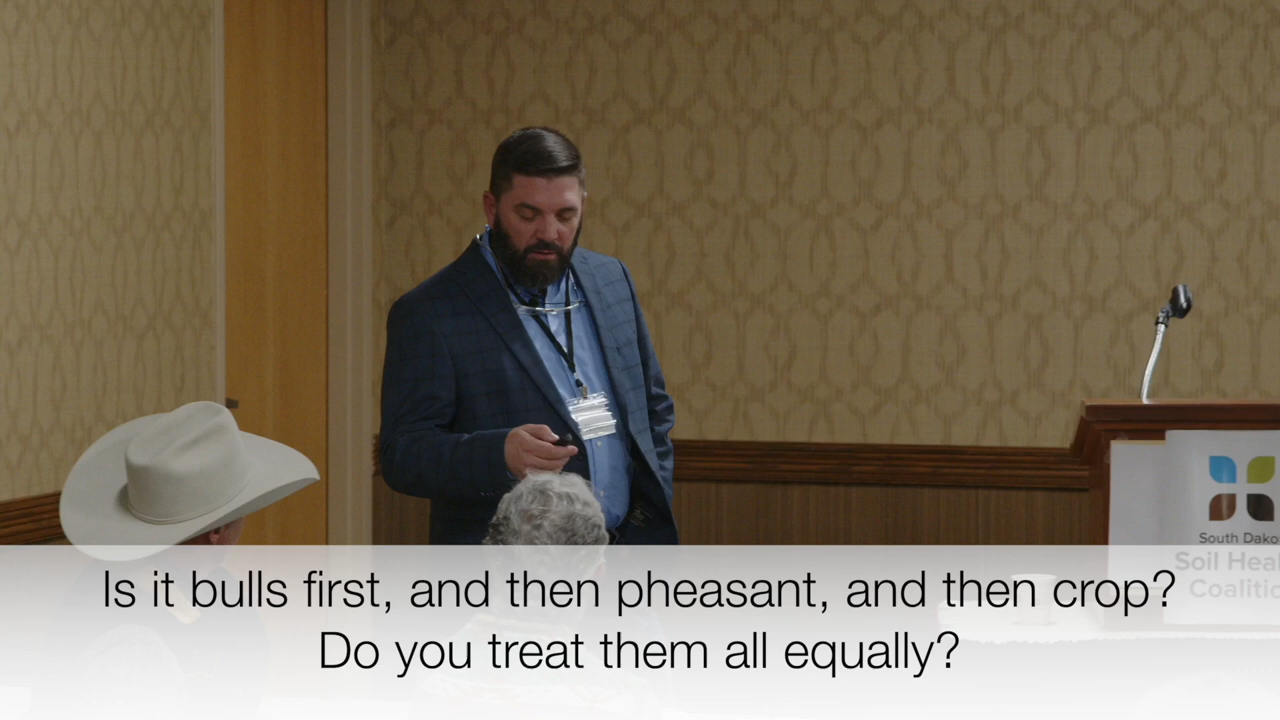 Is it bulls first, and then pheasant, and then crop?
Do you treat them all equally?
South Dako
Soil Heal
Coalitio